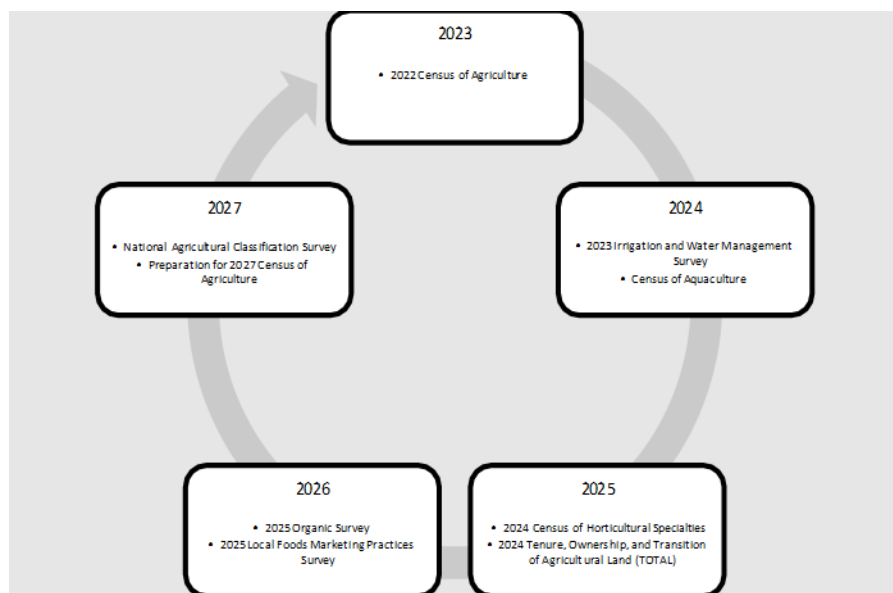 2023
• 2022 Census of Agriculture
2024
• 2023 Irrigation and Water Management
Survey
• Census of Aquaculture
2025
• 2024 Census of Horticultural Specialties
• 2024 Tenure, Ownership, and Transition
of Agricultural Land (TOTAL)
2026
• 2025 Organic Survey
• 2025 Local Foods Marketing Practices
Survey
2027
• National Agricultural Classification Survey
• Preparation for 2027 Census of
Agriculture